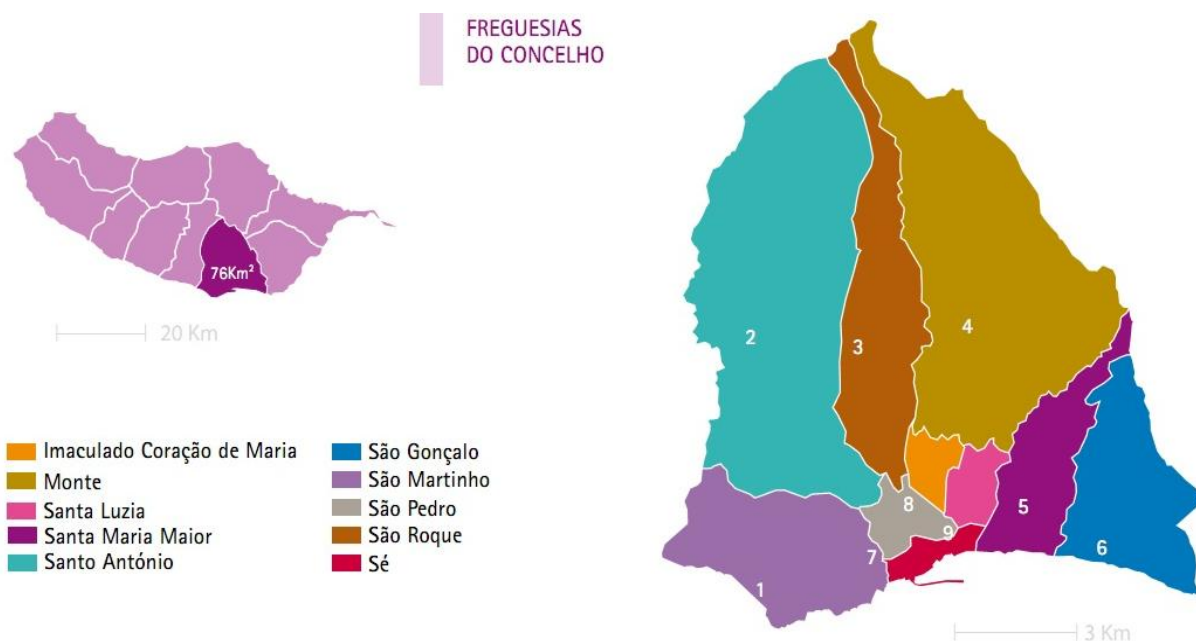 FREGUESIAS
DO CONCELHO
76Km²
20 Km
Imaculado Coração de Maria
Monte
Santa Luzia
Santa Maria Maior
Santo António
São Gonçalo
São Martinho
São Pedro
São Roque
Sé
2
3
4
8
5
9
7
6
1
3 Km